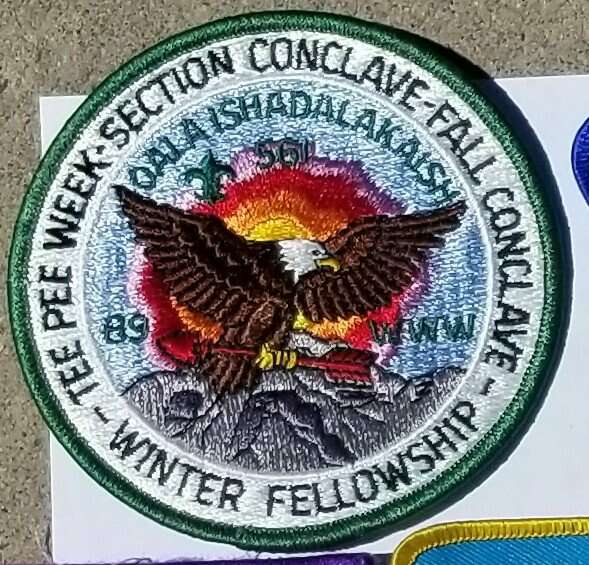 TEE PEE WEEK-SECTION CONCLAVE-FALL CONCLAVE-
-WINTER FELLOWSHIP
OALA ISHADALAKAISH
561
89
WWW